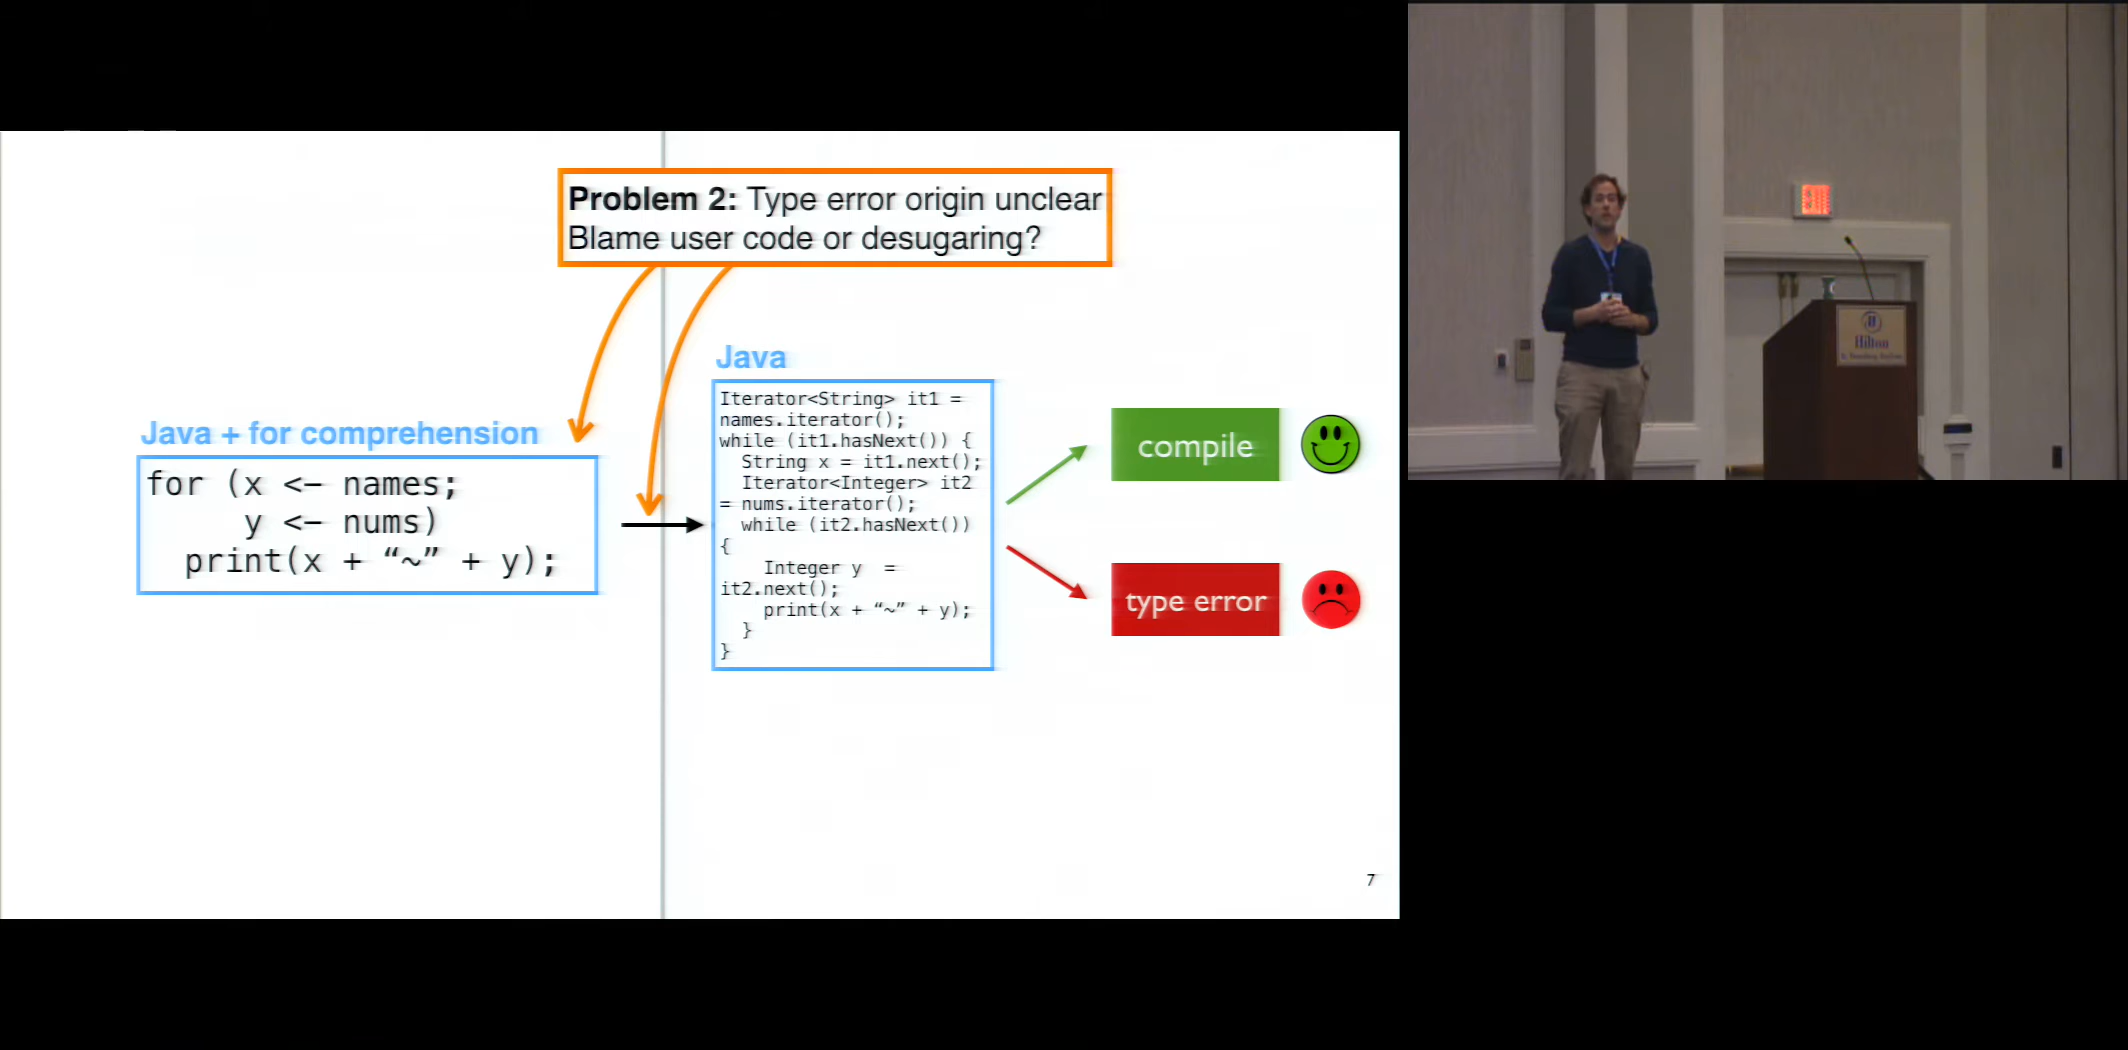 Problem 2: Type error origin unclear
Blame user code or desugaring?
Java + for comprehension
for (x <– names;
y <– nums)
print(x + “~” + y);
Java
Iterator<String> it1 =
names.iterator();
while (it1.hasNext()) {
String x = it1.next();
Iterator<Integer> it2
= nums.iterator();
while (it2.hasNext())
{
Integer y =
it2.next();
print(x + “~” + y);
}
}
compile
type error
7
Hilton